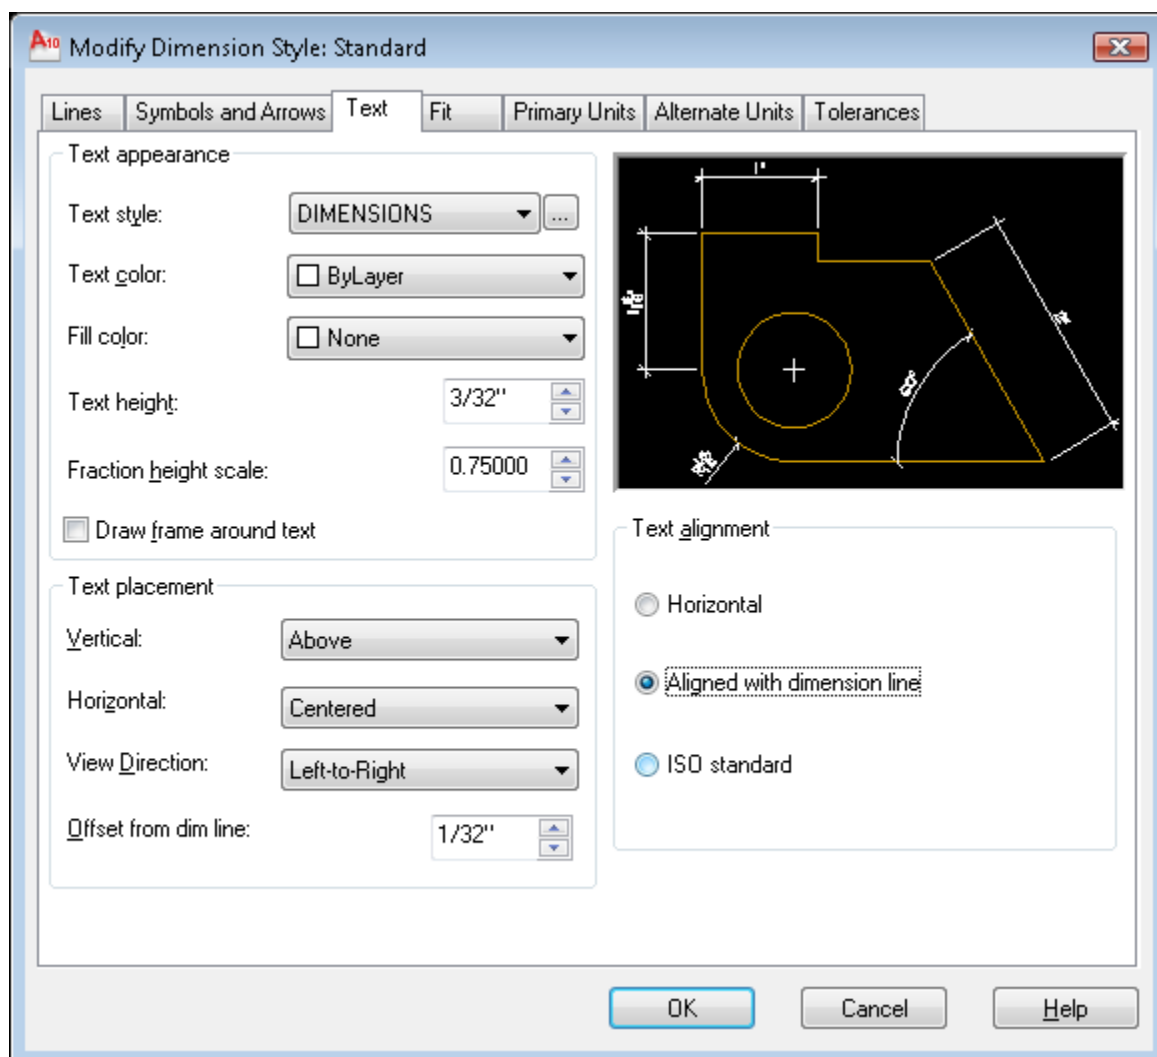 A10 Modify Dimension Style: Standard
Lines Symbols and Arrows Text Fit Primary Units Alternate Units Tolerances
Text appearance
Text style: DIMENSIONS ...
Text color: ByLayer
Fill color: None
Text height: 3/32"
Fraction height scale: 0.75000
Draw frame around text
Text placement
Vertical: Above
Horizontal: Centered
View Direction: Left-to-Right
Offset from dim line: 1/32"
1"
Text alignment
Horizontal
Aligned with dimension line
ISO standard
OK Cancel Help